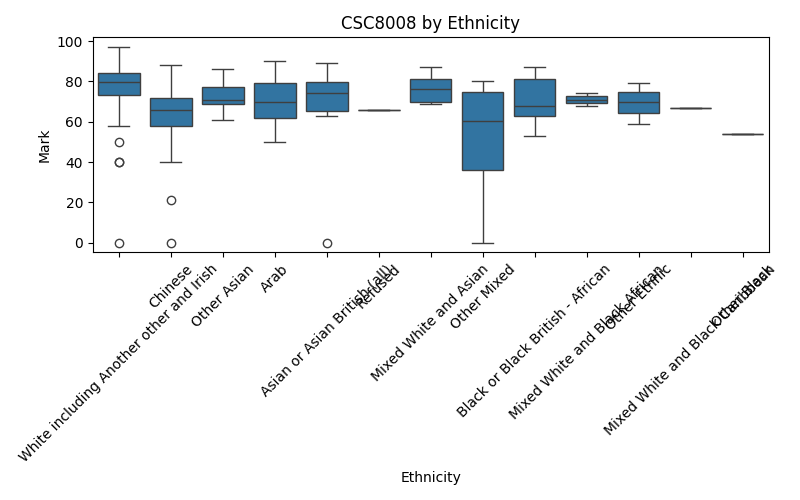 CSC8008 by Ethnicity
Mark
100
80
60
40
20
0
White including Another other and Irish
Chinese
Other Asian
Arab
Asian or Asian British (all)
Refused
Mixed White and Asian
Other Mixed
Black or Black British - African
Mixed White and Black African
Other Ethnic
Mixed White and Black Caribbean
Other Black
Ethnicity